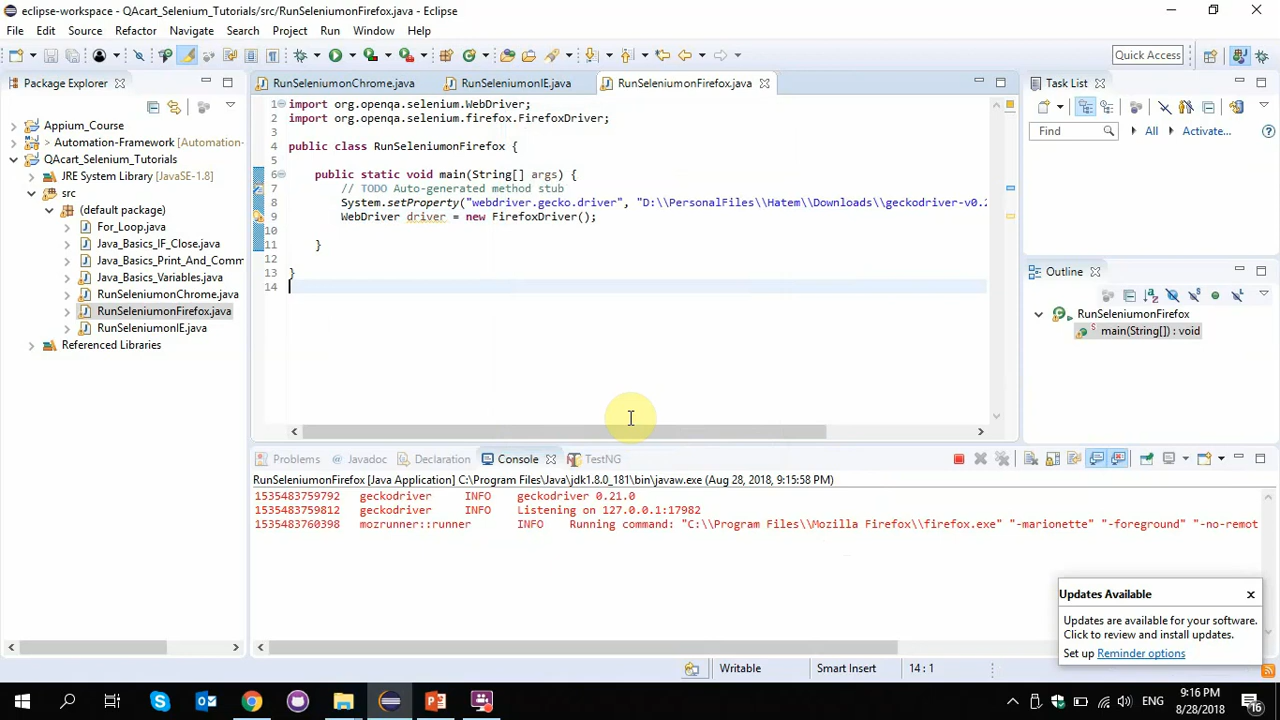 eclipse-workspace - QAcart_Selenium_Tutorials/src/RunSeleniumonFirefox.java - Eclipse
File Edit Source Refactor Navigate Search Project Run Window Help
Quick Access
Package Explorer
RunSeleniumonChrome.java RunSeleniumonIE.java RunSeleniumonFirefox.java
Task List
Appium_Course
> Automation-Framework [Automation-
QAcart_Selenium_Tutorials
JRE System Library [JavaSE-1.8]
src
(default package)
For_Loop.java
Java_Basics_IF_Close.java
Java_Basics_Print_And_Comm
Java_Basics_Variables.java
RunSeleniumonChrome.java
RunSeleniumonFirefox.java
RunSeleniumonIE.java
Referenced Libraries
1 import org.openqa.selenium.WebDriver;
2 import org.openqa.selenium.firefox.FirefoxDriver;
3
4 public class RunSeleniumonFirefox {
5
6 public static void main(String[] args) {
7 // TODO Auto-generated method stub
8 System.setProperty("webdriver.gecko.driver", "D:\\PersonalFiles\\Hatem\\Downloads\\geckodriver-v0.2
9 WebDriver driver = new FirefoxDriver();
10
11 }
12
13 }
14
Find All Activate...
Outline
RunSeleniumonFirefox
main(String[]) : void
Problems Javadoc Declaration Console TestNG
RunSeleniumonFirefox [Java Application] C:\Program Files\Java\jdk1.8.0_181\bin\javaw.exe (Aug 28, 2018, 9:15:58 PM)
1535483759792 geckodriver INFO geckodriver 0.21.0
1535483759812 geckodriver INFO Listening on 127.0.0.1:17982
1535483760398 mozrunner::runner INFO Running command: "C:\\Program Files\\Mozilla Firefox\\firefox.exe" "-marionette" "-foreground" "-no-remot
Updates Available
Updates are available for your software.
Click to review and install updates.
Set up Reminder options
Writable Smart Insert 14 : 1
ENG
9:16 PM
8/28/2018
16